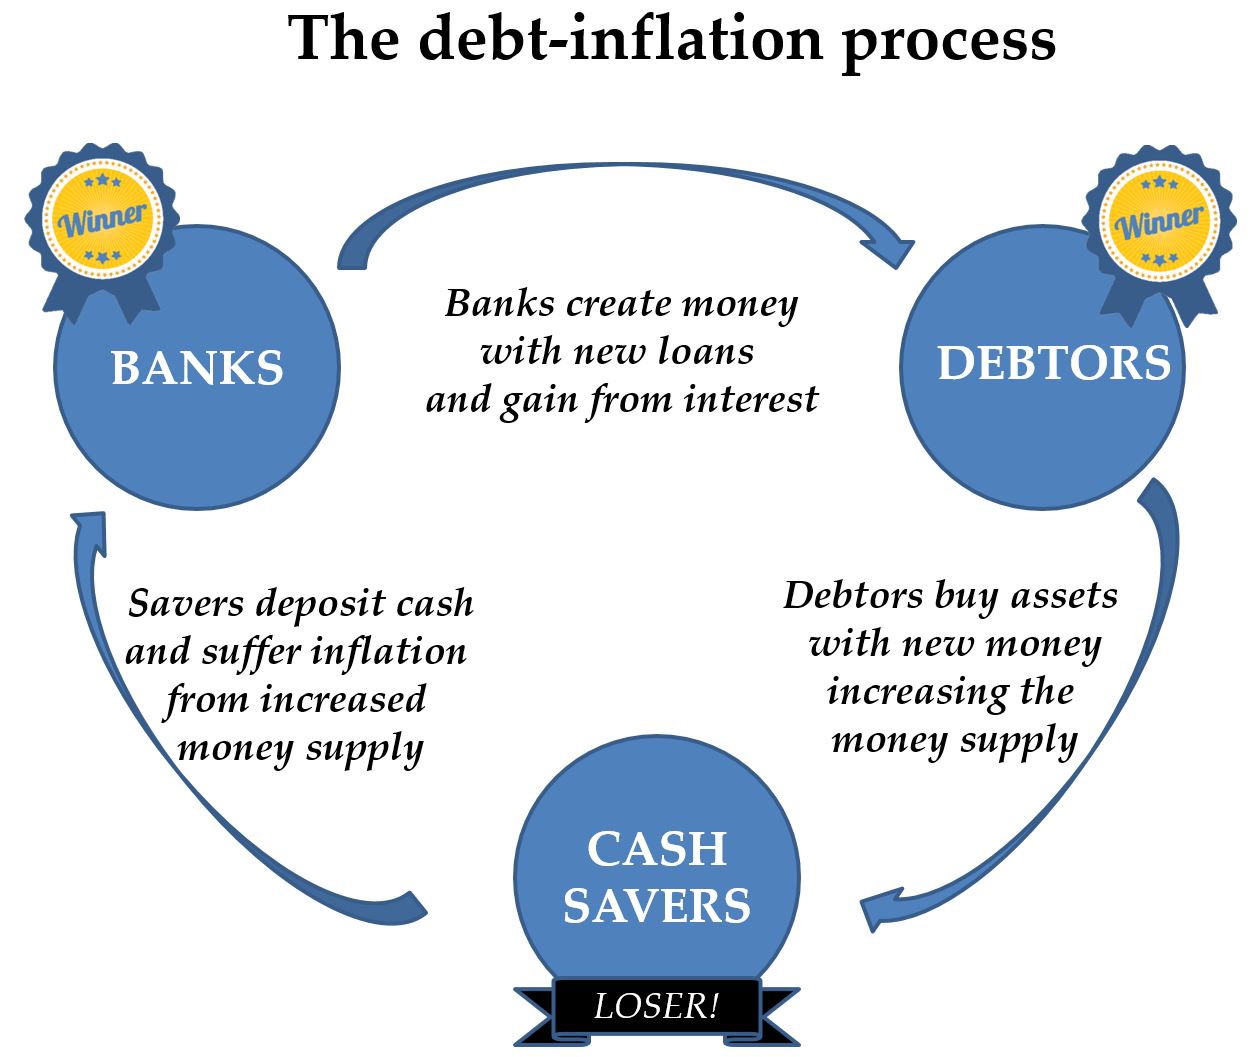 The debt-inflation process
Winner
Winner
BANKS
DEBTORS
Banks create money
with new loans
and gain from interest
Savers deposit cash
and suffer inflation
from increased
money supply
Debtors buy assets
with new money
increasing the
money supply
CASH
SAVERS
LOSER!